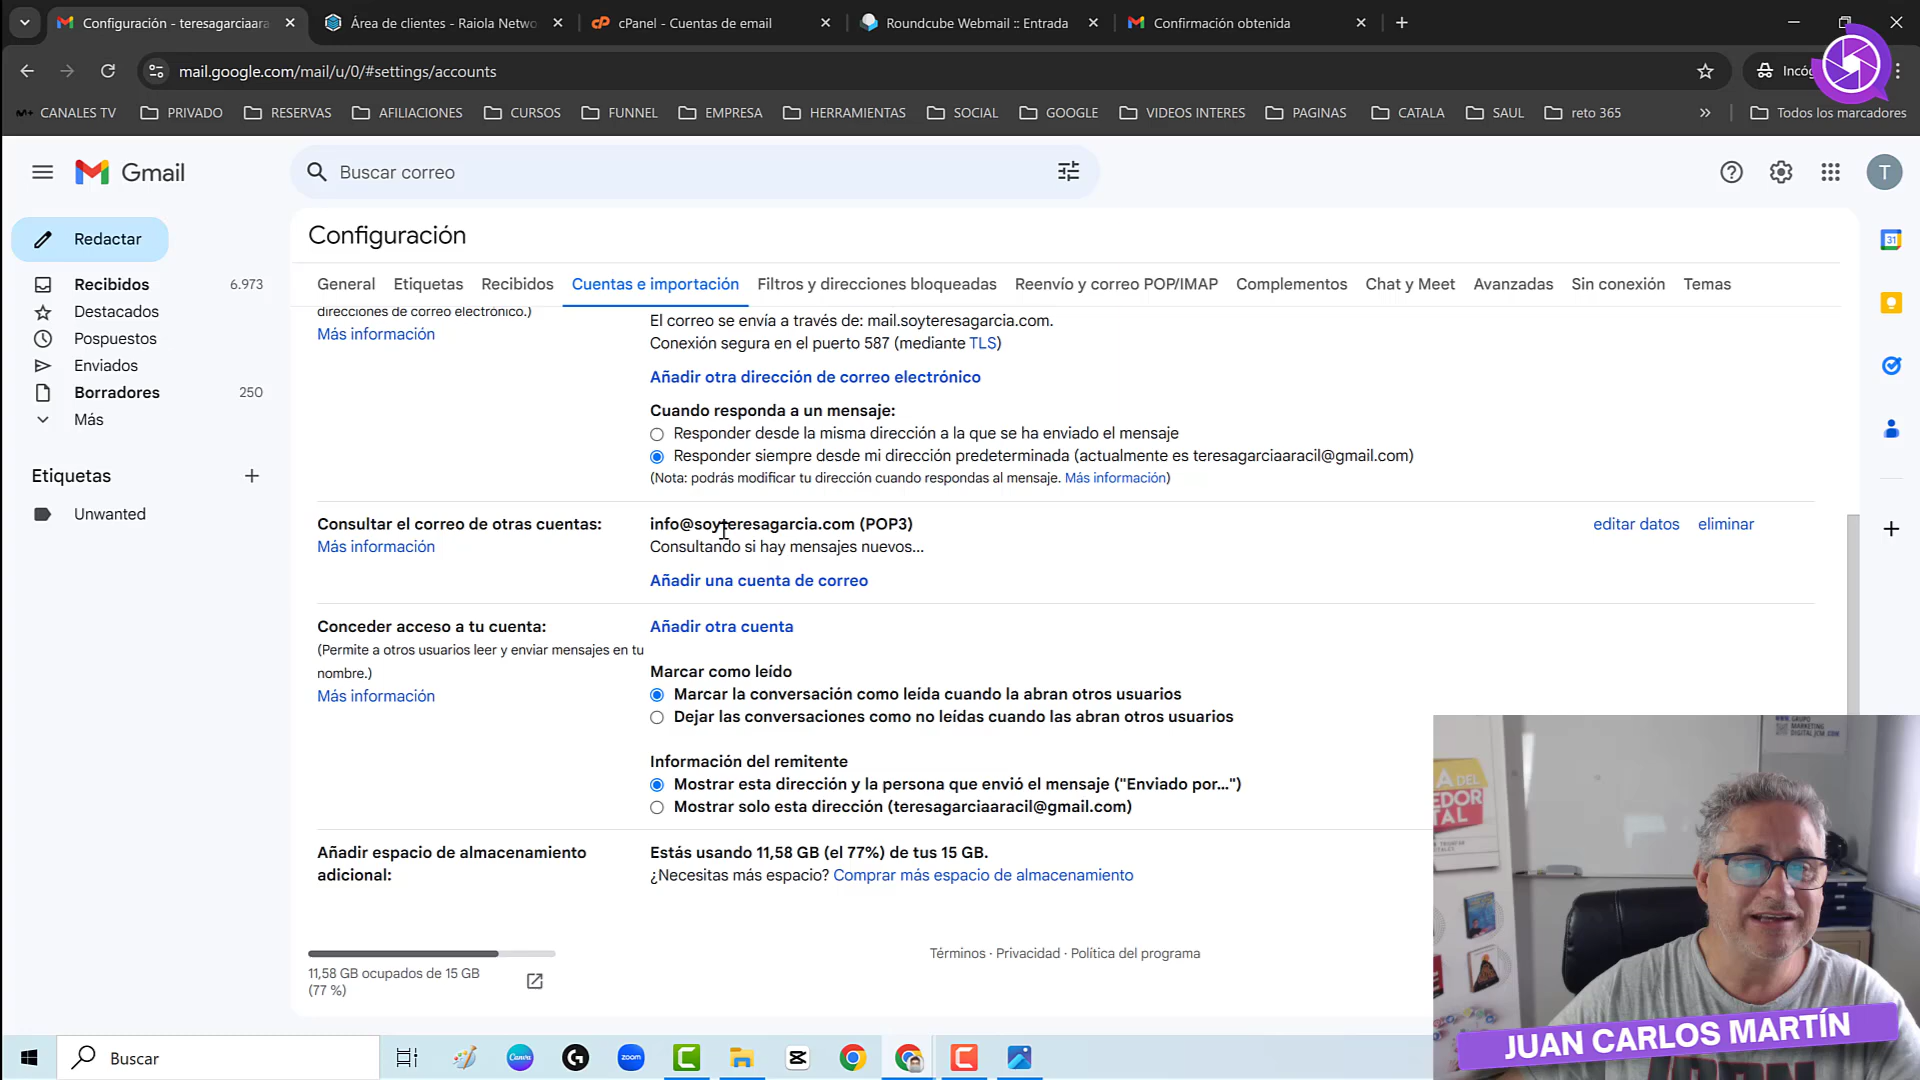 Configuración - teresagarciaara
Área de clientes - Raiola Netwo
cPanel - Cuentas de email
Roundcube Webmail :: Entrada
Confirmación obtenida
mail.google.com/mail/u/0/#settings/accounts
CANALES TV
PRIVADO
RESERVAS
AFILIACIONES
CURSOS
FUNNEL
EMPRESA
HERRAMIENTAS
SOCIAL
GOOGLE
VIDEOS INTERES
PAGINAS
CATALA
SAUL
reto 365
Todos los marcadores
Gmail
Buscar correo
T
Redactar
Recibidos 6.973
Destacados
Pospuestos
Enviados
Borradores 250
Más
Etiquetas
Unwanted
Configuración
General
Etiquetas
Recibidos
Cuentas e importación
Filtros y direcciones bloqueadas
Reenvío y correo POP/IMAP
Complementos
Chat y Meet
Avanzadas
Sin conexión
Temas
direcciones de correo electrónico.)
Más información
El correo se envía a través de: mail.soyteresagarcia.com.
Conexión segura en el puerto 587 (mediante TLS)
Añadir otra dirección de correo electrónico
Cuando responda a un mensaje:
Responder desde la misma dirección a la que se ha enviado el mensaje
Responder siempre desde mi dirección predeterminada (actualmente es teresagarciaaracil@gmail.com)
(Nota: podrás modificar tu dirección cuando respondas al mensaje. Más información)
Consultar el correo de otras cuentas:
Más información
info@soyteresagarcia.com (POP3)
editar datos
eliminar
Consultando si hay mensajes nuevos...
Añadir una cuenta de correo
Conceder acceso a tu cuenta:
(Permite a otros usuarios leer y enviar mensajes en tu
nombre.)
Más información
Añadir otra cuenta
Marcar como leído
Marcar la conversación como leída cuando la abran otros usuarios
Dejar las conversaciones como no leídas cuando las abran otros usuarios
Información del remitente
Mostrar esta dirección y la persona que envió el mensaje ("Enviado por...")
Mostrar solo esta dirección (teresagarciaaracil@gmail.com)
Añadir espacio de almacenamiento
adicional:
Estás usando 11,58 GB (el 77%) de tus 15 GB.
¿Necesitas más espacio? Comprar más espacio de almacenamiento
11,58 GB ocupados de 15 GB
(77 %)
Términos · Privacidad · Política del programa
GRUPO
MARKETING
DIGITAL JCM .COM
JUAN CARLOS MARTÍN
Buscar
Canva
zoom
31